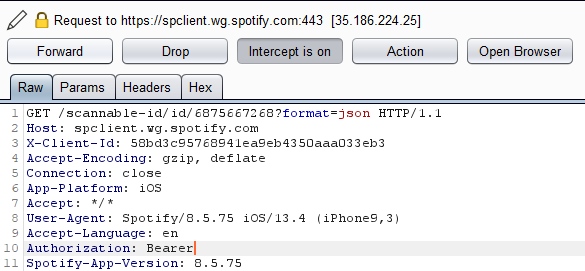 Request to https://spclient.wg.spotify.com:443 [35.186.224.25]
Forward Drop Intercept is on Action Open Browser
Raw Params Headers Hex
1 GET /scannable-id/id/6875667268?format=json HTTP/1.1
2 Host: spclient.wg.spotify.com
3 X-Client-Id: 58bd3c95768941ea9eb4350aaa033eb3
4 Accept-Encoding: gzip, deflate
5 Connection: close
6 App-Platform: iOS
7 Accept: */*
8 User-Agent: Spotify/8.5.75 iOS/13.4 (iPhone9,3)
9 Accept-Language: en
10 Authorization: Bearer
11 Spotify-App-Version: 8.5.75